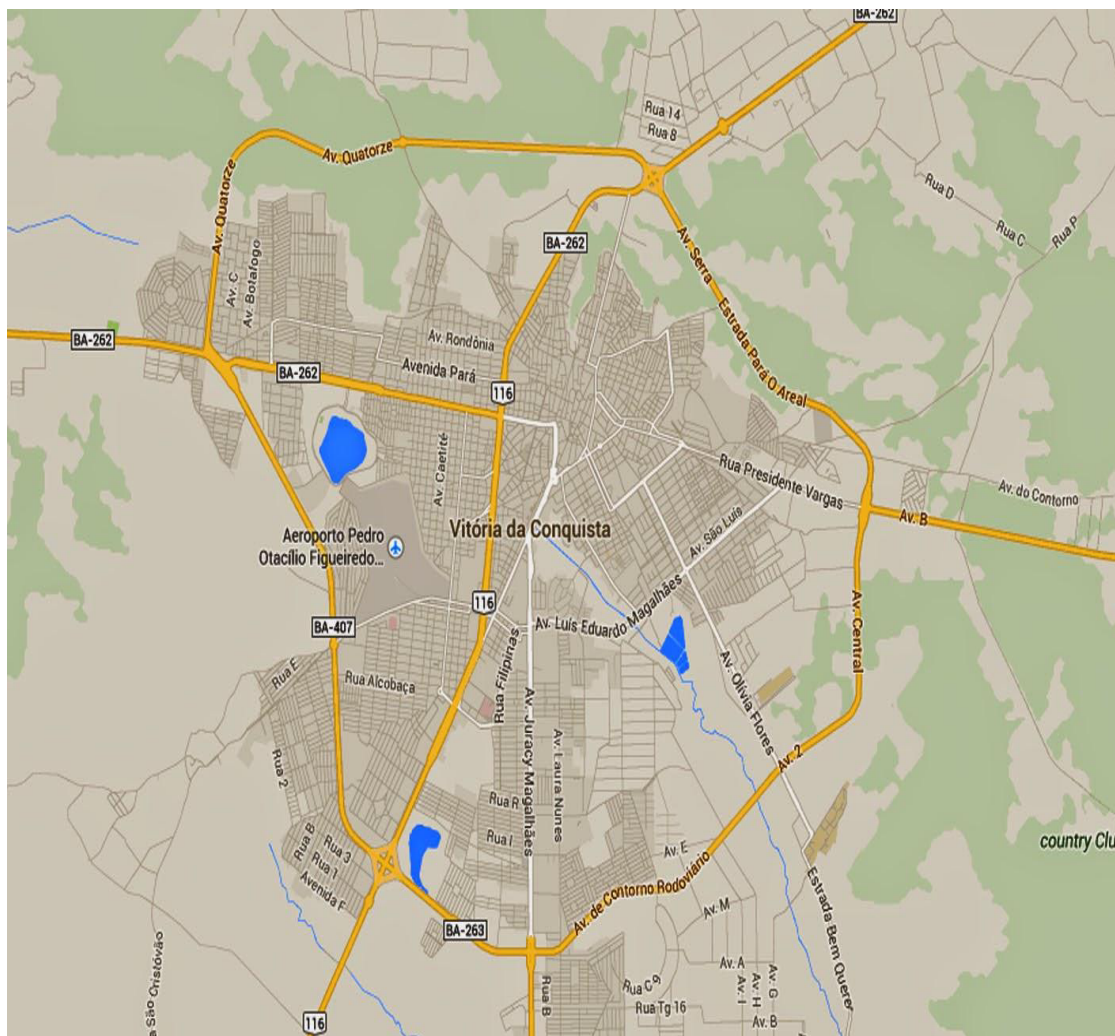 BA-262
Rua 14
Rua 8
Av. Quatorze
Av. Quatorze
Rua D
Rua C
Rua P
BA-262
Av. Serra
Av. C
Av. Botafogo
Estrada Pará O Areal
BA-262
Av. Rondônia
BA-262
Avenida Pará
116
Av. Caetité
Rua Presidente Vargas
Av. do Contorno
Av. B
Vitória da Conquista
Aeroporto Pedro
Otacílio Figueiredo...
Av. São Luís
116
Av. Luís Eduardo Magalhães
Av. Central
BA-407
Rua E
Rua Alcobaça
Rua Filipinas
Av. Olívia Flores
Av. Juracy Magalhães
Av. Laura Nunes
Rua 2
Av. 2
Rua R
Rua I
Rua B
Rua 3
Rua 1
Avenida F
Av. E
country Clu
Av. de Contorno Rodoviário
Estrada Bem Querer
Av. M
BA-263
São Cristóvão
Av. A
Rua C 9
Av. I
Av. H
Av. G
Rua B
Rua Tg 16
Av. B
116